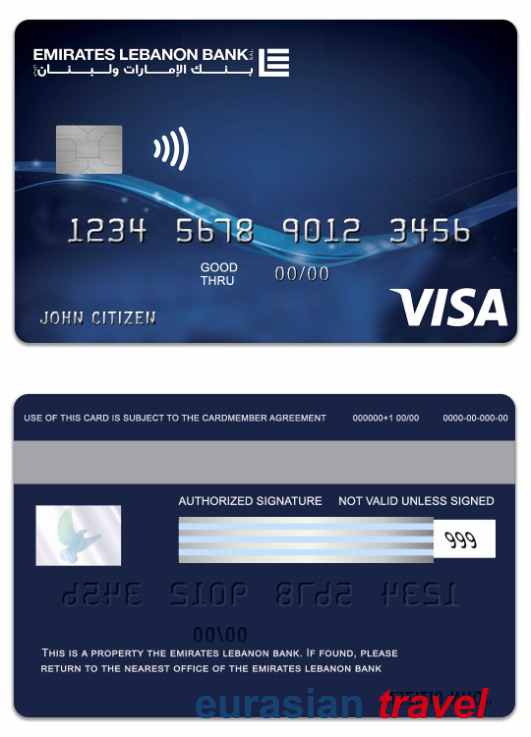 EMIRATES LEBANON BANK
بنك الإمارات ولبنان
1234 5678 9012 3456
GOOD THRU 00/00
JOHN CITIZEN
VISA
USE OF THIS CARD IS SUBJECT TO THE CARDMEMBER AGREEMENT 000000+1 00/00 0000-00-000-00
AUTHORIZED SIGNATURE NOT VALID UNLESS SIGNED
999
00/00
THIS IS A PROPERTY THE EMIRATES LEBANON BANK. IF FOUND, PLEASE
RETURN TO THE NEAREST OFFICE OF THE EMIRATES LEBANON BANK
eurasian travel